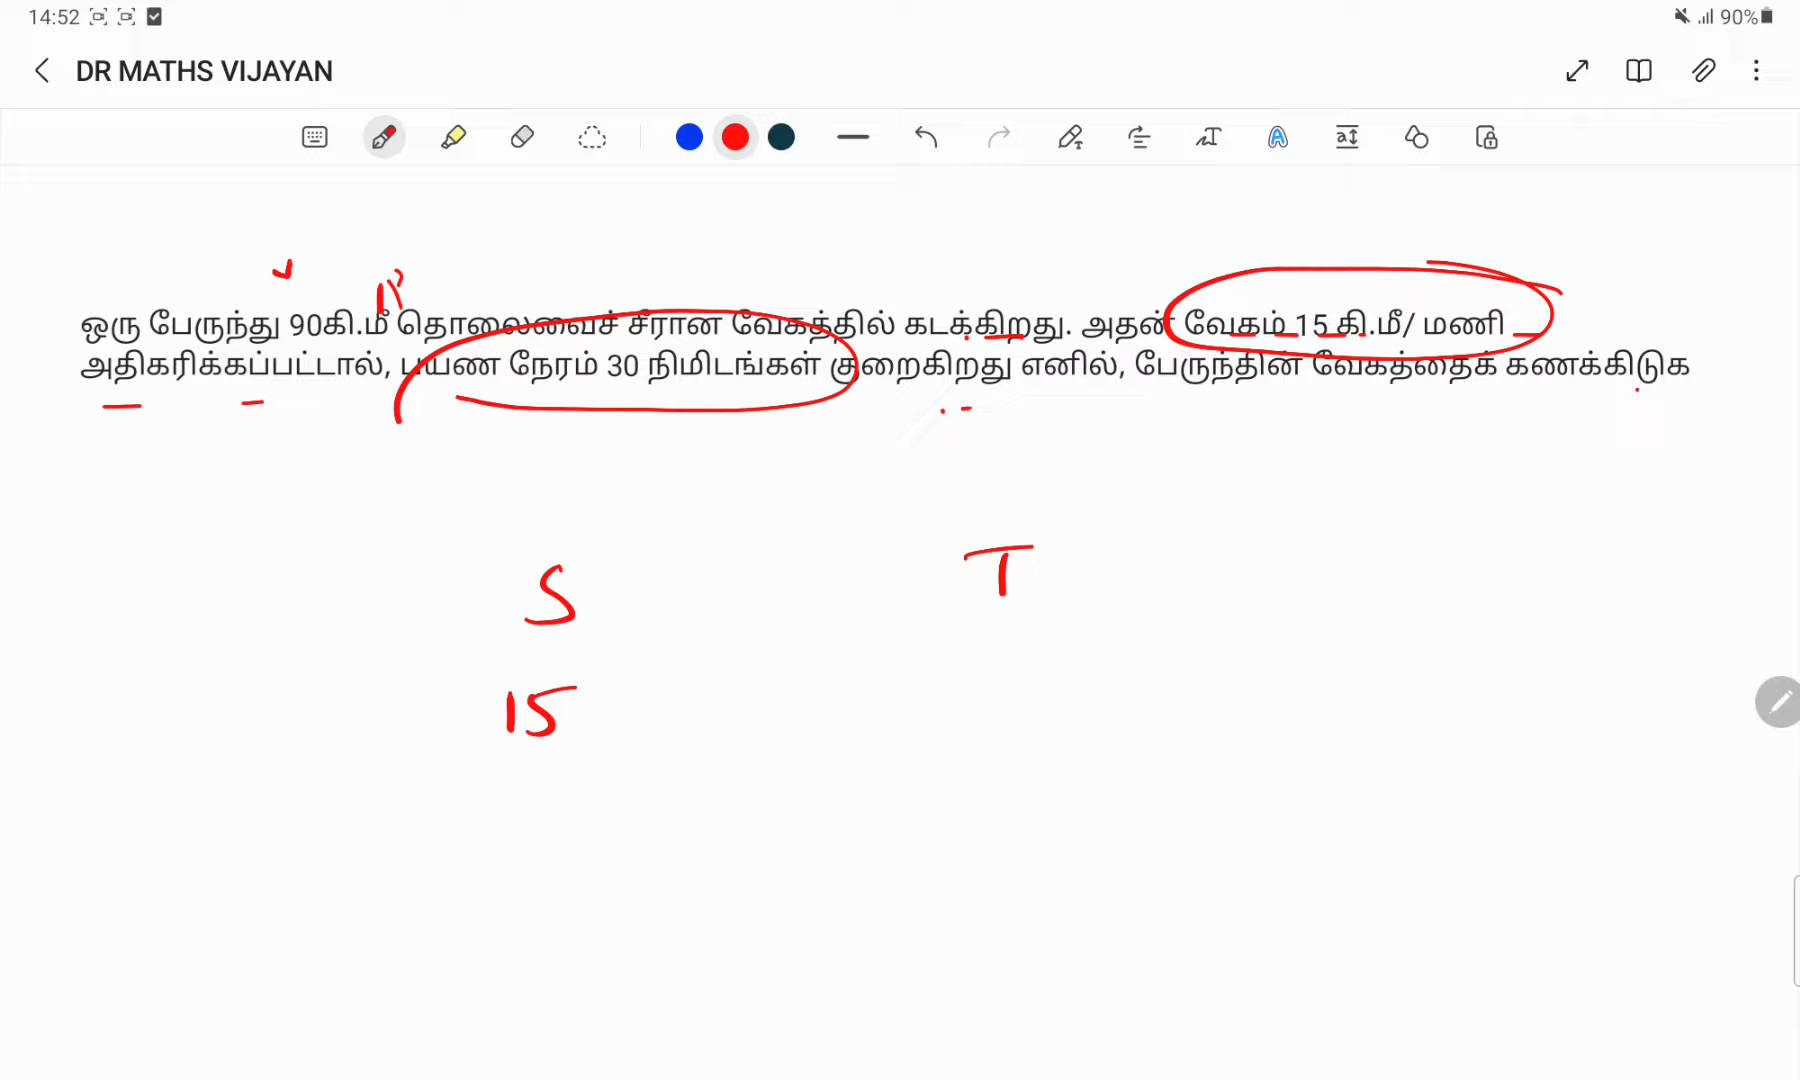 14:52
90%
DR MATHS VIJAYAN
ஒரு பேருந்து 90கி.மீ தொலைவைச் சீரான வேகத்தில் கடக்கிறது. அதன் வேகம் 15 கி.மீ/ மணி
அதிகரிக்கப்பட்டால், பயண நேரம் 30 நிமிடங்கள் குறைகிறது எனில், பேருந்தின் வேகத்தைக் கணக்கிடுக
S T
15